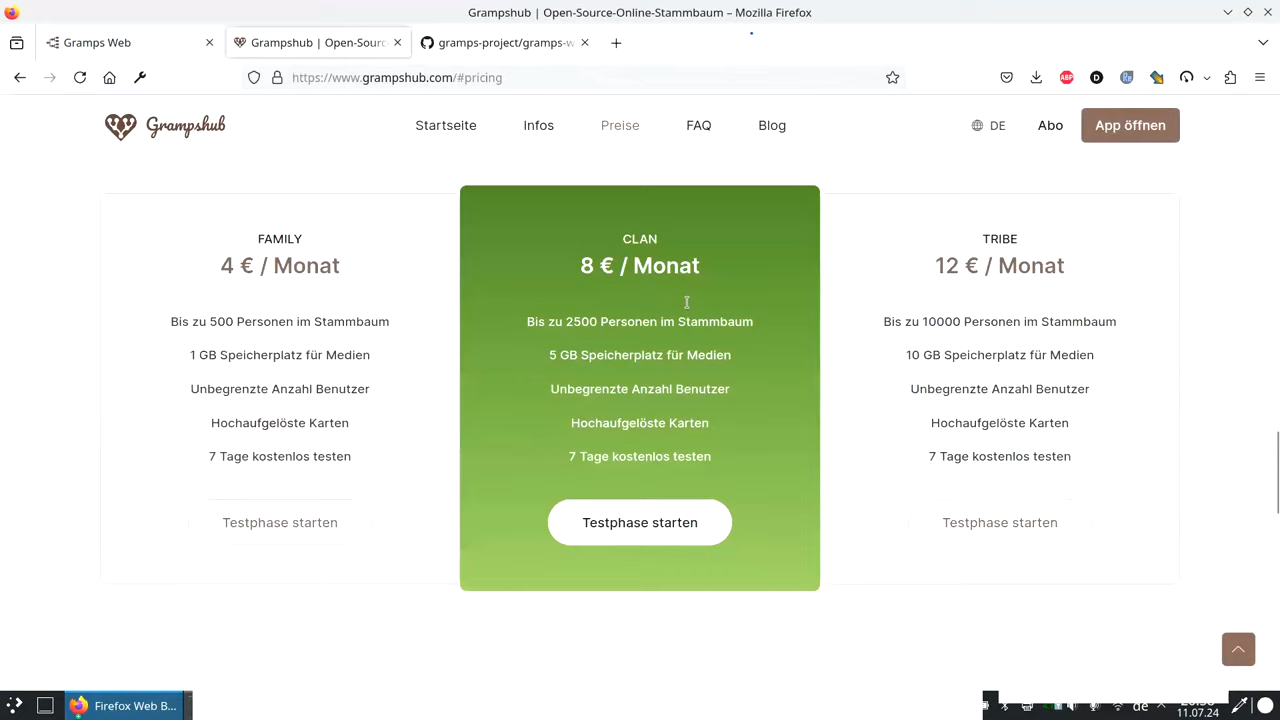 Grampshub | Open-Source-Online-Stammbaum – Mozilla Firefox
Gramps Web
Grampshub | Open-Sourc
gramps-project/gramps-w
https://www.grampshub.com/#pricing
Grampshub
Startseite
Infos
Preise
FAQ
Blog
DE
Abo
App öffnen
FAMILY
4 € / Monat
Bis zu 500 Personen im Stammbaum
1 GB Speicherplatz für Medien
Unbegrenzte Anzahl Benutzer
Hochaufgelöste Karten
7 Tage kostenlos testen
Testphase starten
CLAN
8 € / Monat
Bis zu 2500 Personen im Stammbaum
5 GB Speicherplatz für Medien
Unbegrenzte Anzahl Benutzer
Hochaufgelöste Karten
7 Tage kostenlos testen
Testphase starten
TRIBE
12 € / Monat
Bis zu 10000 Personen im Stammbaum
10 GB Speicherplatz für Medien
Unbegrenzte Anzahl Benutzer
Hochaufgelöste Karten
7 Tage kostenlos testen
Testphase starten
Firefox Web B...
de
11.07.24